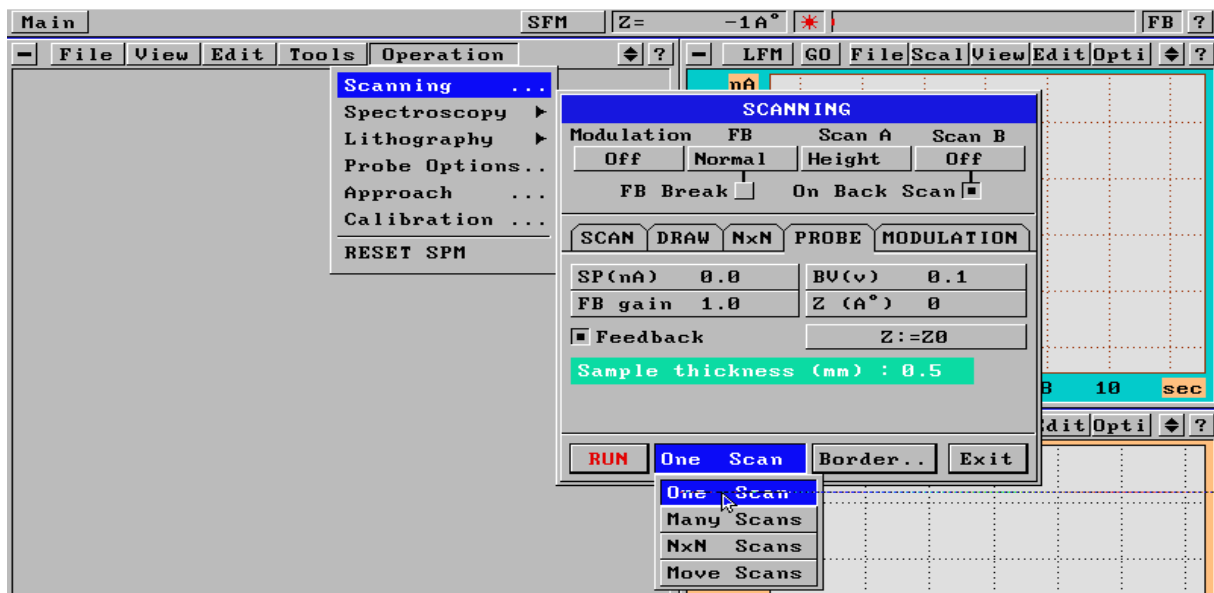 Main SFM Z= -1A° FB ?
File View Edit Tools Operation ?
LFM GO File Scal View Edit Opti ?
Scanning ...
Spectroscopy
Lithography
Probe Options..
Approach ...
Calibration ...
RESET SPM
nA
SCANNING
Modulation FB Scan A Scan B
Off Normal Height Off
FB Break On Back Scan
SCAN DRAW NxN PROBE MODULATION
SP(nA) 0.0 BV(v) 0.1
FB gain 1.0 Z (A°) 0
Feedback Z:=Z0
Sample thickness (mm) : 0.5
10 sec
dit Opti ?
RUN One Scan Border.. Exit
One Scan
Many Scans
NxN Scans
Move Scans